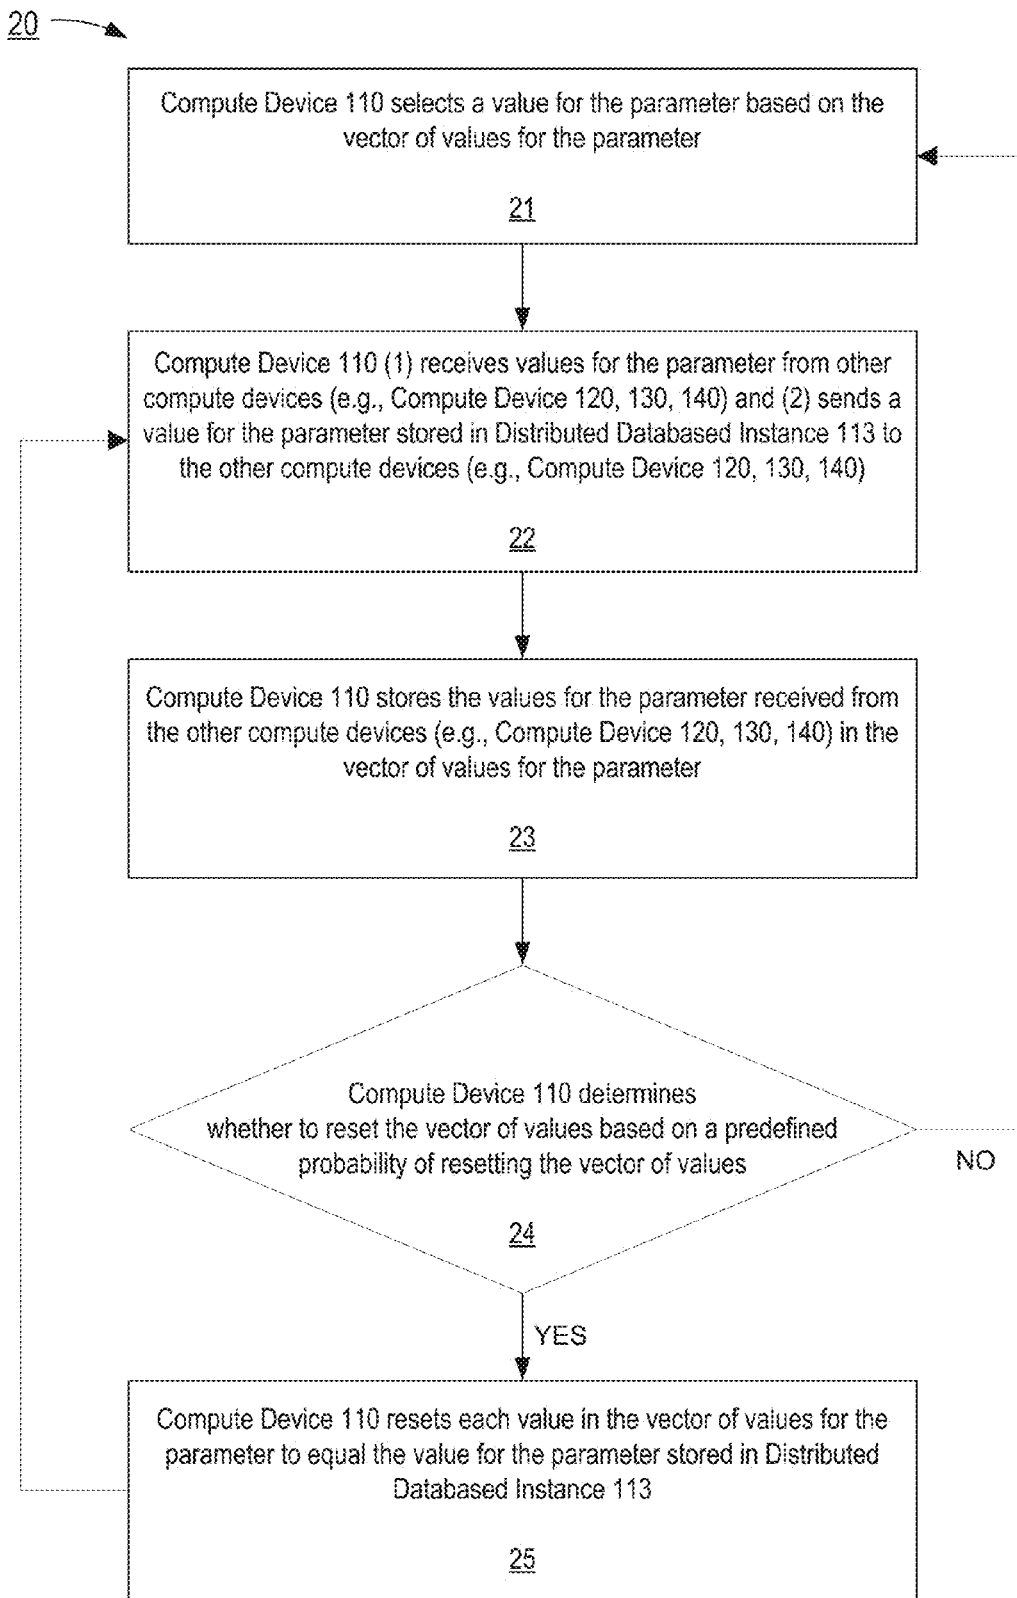 20
Compute Device 110 selects a value for the parameter based on the
vector of values for the parameter
21
Compute Device 110 (1) receives values for the parameter from other
compute devices (e.g., Compute Device 120, 130, 140) and (2) sends a
value for the parameter stored in Distributed Databased Instance 113 to
the other compute devices (e.g., Compute Device 120, 130, 140)
22
Compute Device 110 stores the values for the parameter received from
the other compute devices (e.g., Compute Device 120, 130, 140) in the
vector of values for the parameter
23
Compute Device 110 determines
whether to reset the vector of values based on a predefined
probability of resetting the vector of values
24
NO
YES
Compute Device 110 resets each value in the vector of values for the
parameter to equal the value for the parameter stored in Distributed
Databased Instance 113
25